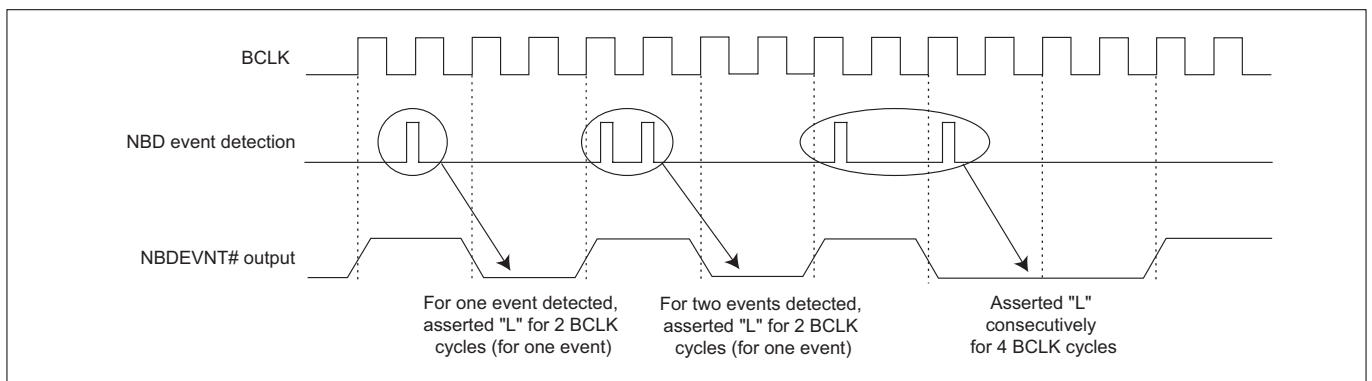 BCLK
NBD event detection
NBDEVNT# output
For one event detected,
asserted "L" for 2 BCLK
cycles (for one event)
For two events detected,
asserted "L" for 2 BCLK
cycles (for one event)
Asserted "L"
consecutively
for 4 BCLK cycles